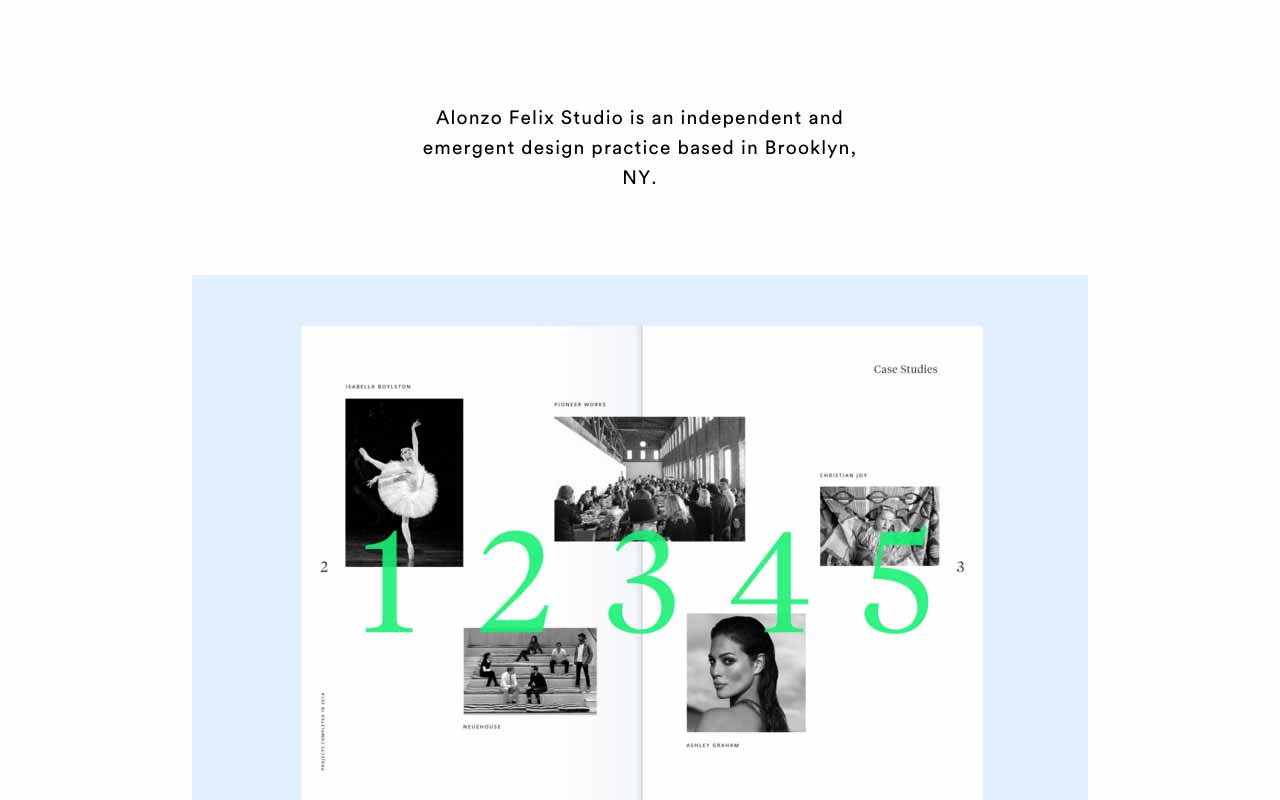 Alonzo Felix Studio is an independent and
emergent design practice based in Brooklyn,
NY.
Case Studies
ISABELLA BOYLSTON
PIONEER WORKS
CHRISTIAN JOY
2
1 2 3 4 5
3
NEUEHOUSE
ASHLEY GRAHAM
PROJECTS COMPLETED IN 2016